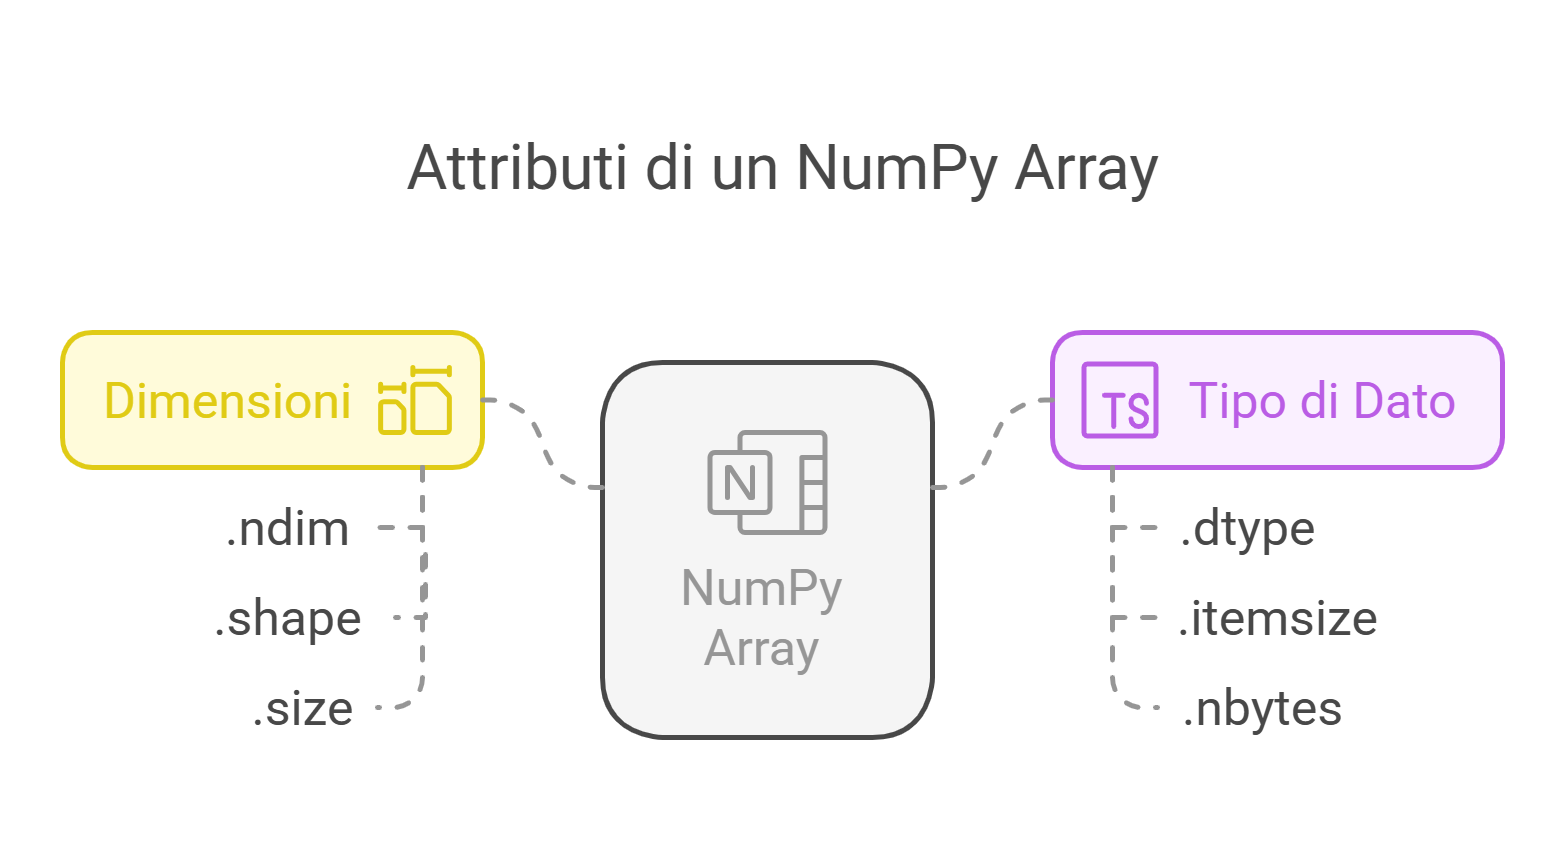 Attributi di un NumPy Array
Dimensioni
.ndim
.shape
.size
N
NumPy
Array
TS
Tipo di Dato
.dtype
.itemsize
.nbytes